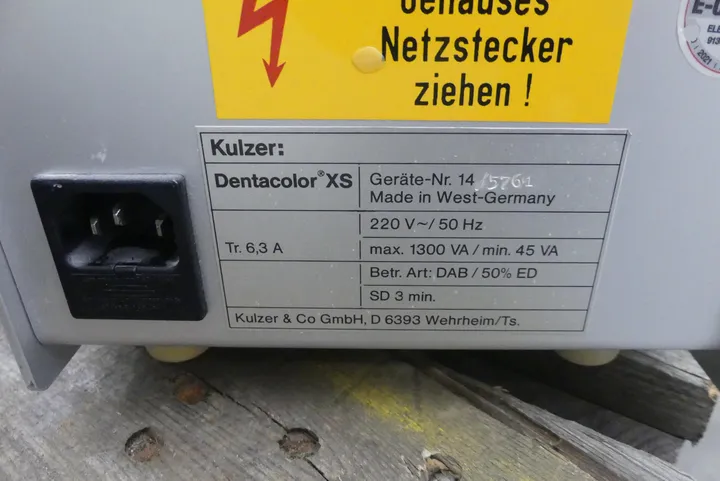 Gehäuses
Netzstecker
ziehen !
Kulzer:
Dentacolor®XS
Geräte-Nr. 14 /5761
Made in West-Germany
220 V~/ 50 Hz
Tr. 6,3 A
max. 1300 VA / min. 45 VA
Betr. Art: DAB / 50% ED
SD 3 min.
Kulzer & Co GmbH, D 6393 Wehrheim/Ts.
2021